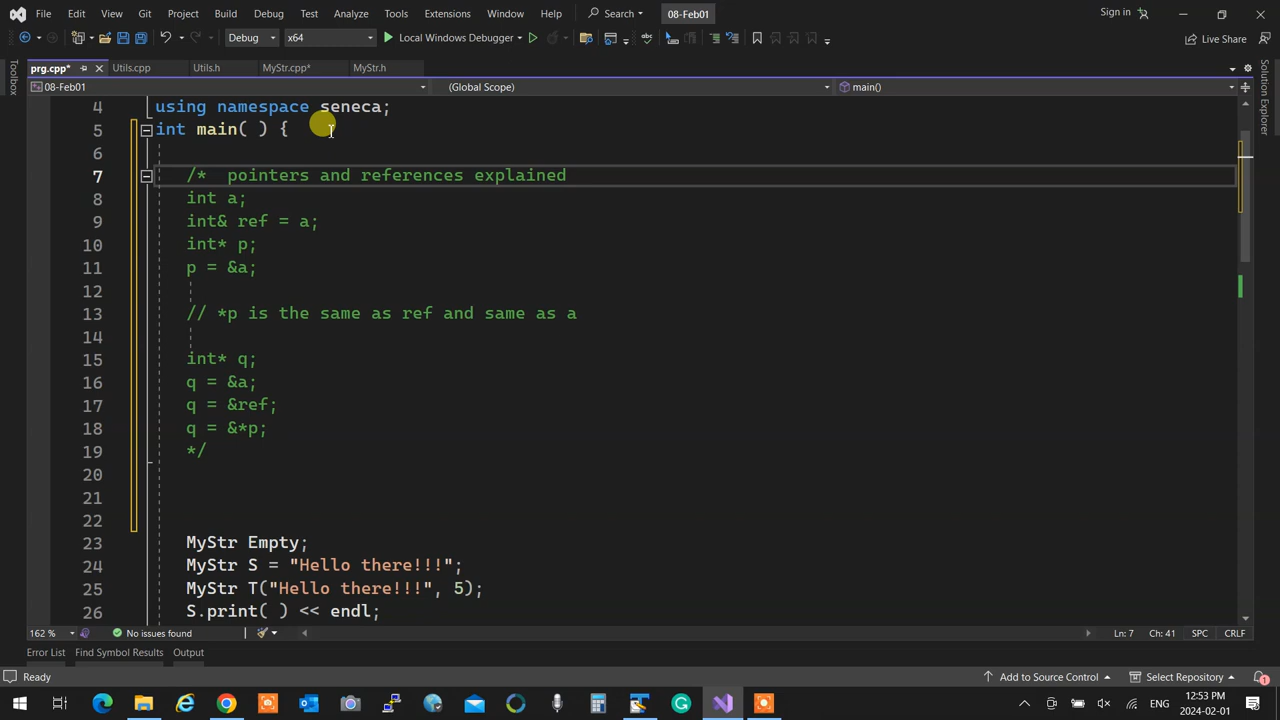 File Edit View Git Project Build Debug Test Analyze Tools Extensions Window Help Search 08-Feb01 Sign in
Debug x64 Local Windows Debugger Live Share
prg.cpp* Utils.cpp Utils.h MyStr.cpp* MyStr.h
08-Feb01 (Global Scope) main()
Toolbox
Solution Explorer
4 using namespace seneca;
5 int main( ) {
6
7 /*  pointers and references explained
8 int a;
9 int& ref = a;
10 int* p;
11 p = &a;
12
13 // *p is the same as ref and same as a
14
15 int* q;
16 q = &a;
17 q = &ref;
18 q = &*p;
19 */
20
21
22
23 MyStr Empty;
24 MyStr S = "Hello there!!!";
25 MyStr T("Hello there!!!", 5);
26 S.print( ) << endl;
162 % No issues found Ln: 7 Ch: 41 SPC CRLF
Error List Find Symbol Results Output
Ready Add to Source Control Select Repository 1
ENG 12:53 PM 2024-02-01